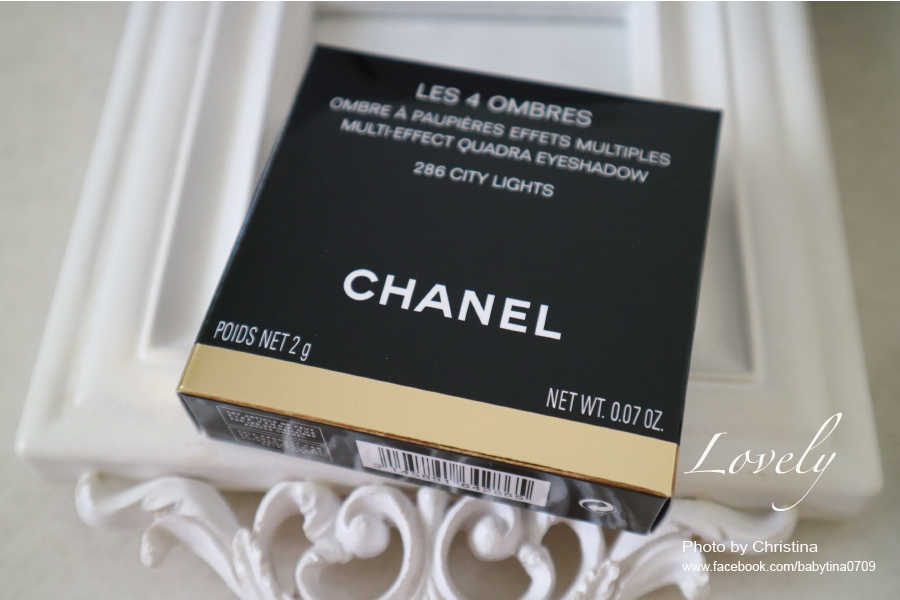 LES 4 OMBRES
OMBRE À PAUPIÈRES EFFETS MULTIPLES
MULTI-EFFECT QUADRA EYESHADOW
286 CITY LIGHTS
CHANEL
POIDS NET 2 g
NET WT. 0.07 OZ.
Lovely
Photo by Christina
www.facebook.com/babytina0709